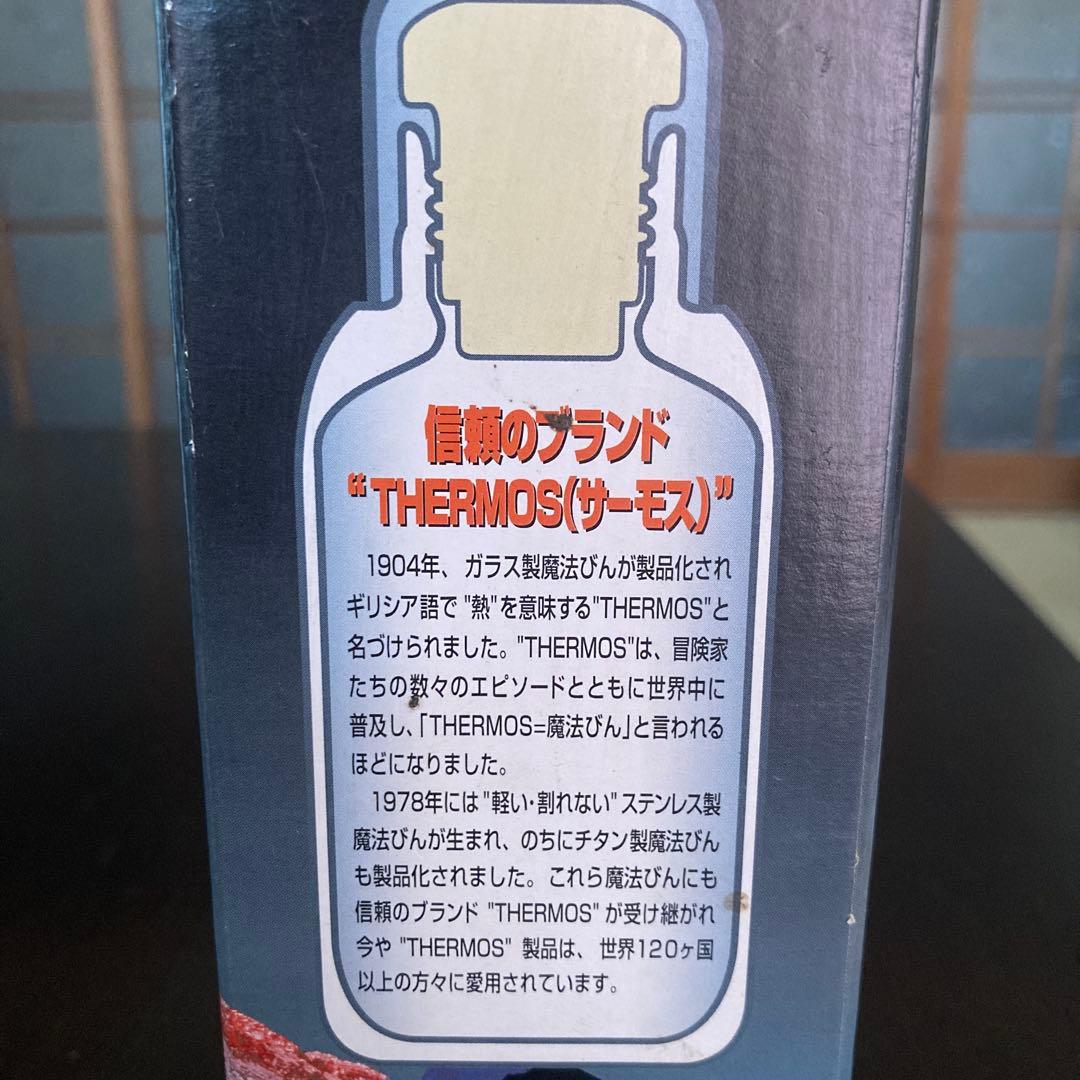 信頼のブランド
“THERMOS(サーモス)”
1904年、ガラス製魔法びんが製品化され
ギリシア語で"熱"を意味する"THERMOS"と
名づけられました。"THERMOS"は、冒険家
たちの数々のエピソードとともに世界中に
普及し、「THERMOS=魔法びん」と言われる
ほどになりました。
1978年には"軽い・割れない"ステンレス製
魔法びんが生まれ、のちにチタン製魔法びん
も製品化されました。これら魔法びんにも
信頼のブランド "THERMOS" が受け継がれ
今や "THERMOS" 製品は、世界120ヶ国
以上の方々に愛用されています。